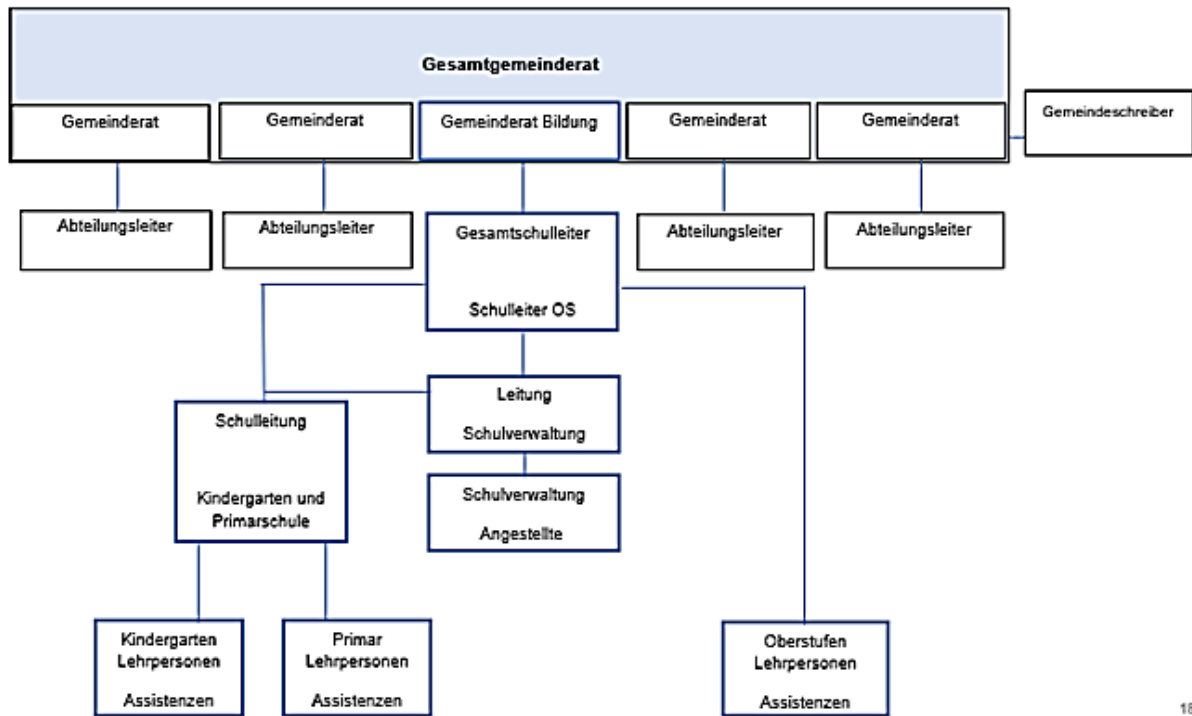 Gesamtgemeinderat
Gemeinderat
Gemeinderat
Gemeinderat Bildung
Gemeinderat
Gemeinderat
Gemeindeschreiber
Abteilungsleiter
Abteilungsleiter
Gesamtschulleiter
Schulleiter OS
Abteilungsleiter
Abteilungsleiter
Leitung
Schulverwaltung
Schulleitung
Kindergarten und
Primarschule
Schulverwaltung
Angestellte
Kindergarten
Lehrpersonen
Assistenzen
Primar
Lehrpersonen
Assistenzen
Oberstufen
Lehrpersonen
Assistenzen
18